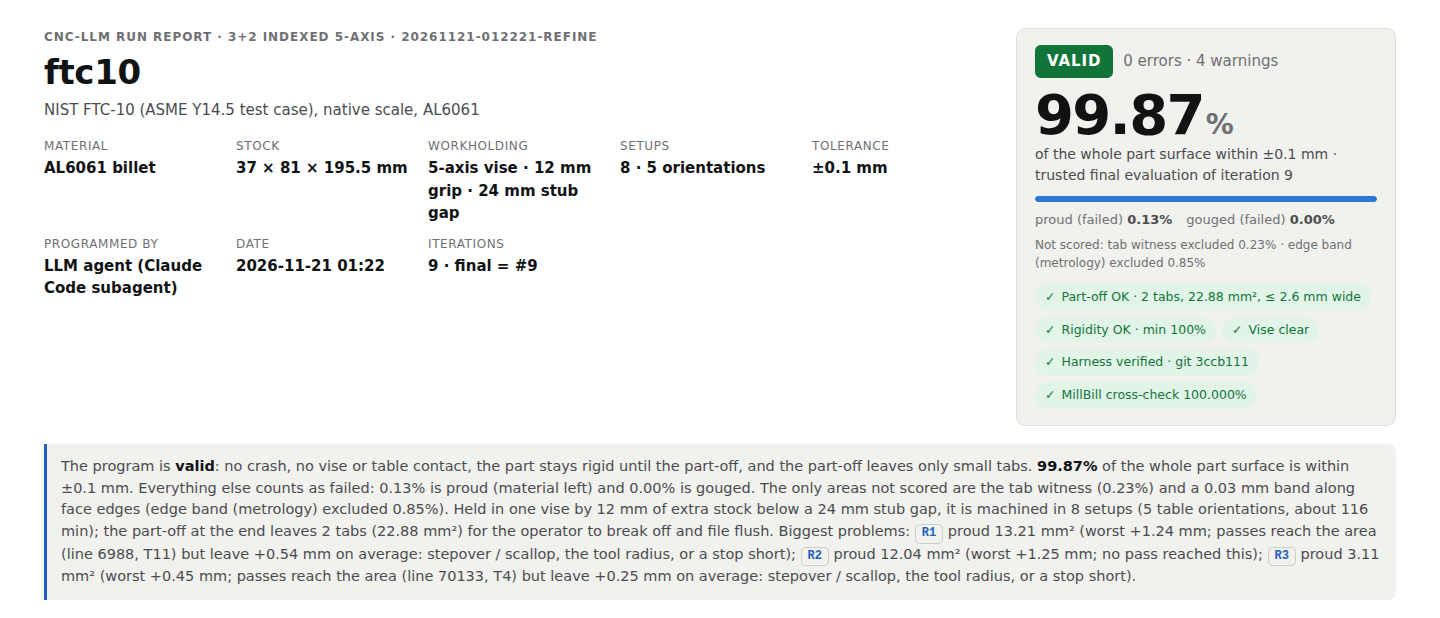 CNC-LLM RUN REPORT · 3+2 INDEXED 5-AXIS · 20261121-012221-REFINE
ftc10
NIST FTC-10 (ASME Y14.5 test case), native scale, AL6061
MATERIAL
AL6061 billet
STOCK
37 × 81 × 195.5 mm
WORKHOLDING
5-axis vise · 12 mm
grip · 24 mm stub
gap
SETUPS
8 · 5 orientations
TOLERANCE
±0.1 mm
PROGRAMMED BY
LLM agent (Claude
Code subagent)
DATE
2026-11-21 01:22
ITERATIONS
9 · final = #9
VALID 0 errors · 4 warnings
99.87%
of the whole part surface within ±0.1 mm ·
trusted final evaluation of iteration 9
proud (failed) 0.13% gouged (failed) 0.00%
Not scored: tab witness excluded 0.23% · edge band
(metrology) excluded 0.85%
✓ Part-off OK · 2 tabs, 22.88 mm², ≤ 2.6 mm wide
✓ Rigidity OK · min 100% ✓ Vise clear
✓ Harness verified · git 3ccb111
✓ MillBill cross-check 100.000%
The program is valid: no crash, no vise or table contact, the part stays rigid until the part-off, and the part-off leaves only small tabs. 99.87% of the whole part surface is within
±0.1 mm. Everything else counts as failed: 0.13% is proud (material left) and 0.00% is gouged. The only areas not scored are the tab witness (0.23%) and a 0.03 mm band along
face edges (edge band (metrology) excluded 0.85%). Held in one vise by 12 mm of extra stock below a 24 mm stub gap, it is machined in 8 setups (5 table orientations, about 116
min); the part-off at the end leaves 2 tabs (22.88 mm²) for the operator to break off and file flush. Biggest problems: R1 proud 13.21 mm² (worst +1.24 mm; passes reach the area
(line 6988, T11) but leave +0.54 mm on average: stepover / scallop, the tool radius, or a stop short); R2 proud 12.04 mm² (worst +1.25 mm; no pass reached this); R3 proud 3.11
mm² (worst +0.45 mm; passes reach the area (line 70133, T4) but leave +0.25 mm on average: stepover / scallop, the tool radius, or a stop short).